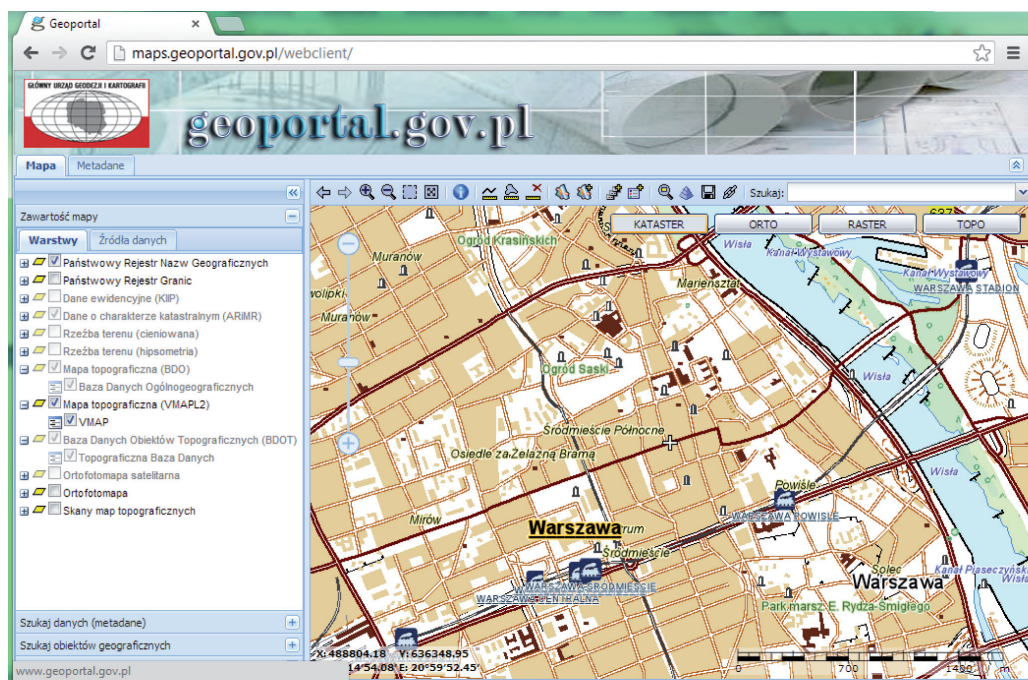 Geoportal
maps.geoportal.gov.pl/webclient/
GŁÓWNY URZĄD GEODEZJI I KARTOGRAFII
geoportal.gov.pl
Mapa Metadane
Szukaj:
Zawartość mapy
Warstwy Źródła danych
Państwowy Rejestr Nazw Geograficznych
Państwowy Rejestr Granic
Dane ewidencyjne (KIIP)
Dane o charakterze katastralnym (ARiMR)
Rzeźba terenu (cieniowana)
Rzeźba terenu (hipsometria)
Mapa topograficzna (BDO)
Baza Danych Ogólnogeograficznych
Mapa topograficzna (VMAPL2)
VMAP
Baza Danych Obiektów Topograficznych (BDOT)
Topograficzna Baza Danych
Ortofotomapa satelitarna
Ortofotomapa
Skany map topograficznych
Szukaj danych (metadane)
Szukaj obiektów geograficznych
www.geoportal.gov.pl
KATASTER ORTO RASTER TOPO
637
Ogród Krasińskich
Wisła
Kanał Wystawowy
Muranów
Kanał Wystawowy
Mariensztat
WARSZAWA STADION
Muranów
Ogród Saski
Wisła
Śródmieście Północne
Osiedle za Żelazną Bramą
Wisła
Powiśle
WARSZAWA POWIŚLE
Mirów
Warszawa
Śródmieście
Solec
Kanał Piaseczyński
Warszawa
Wisła
WARSZAWA ŚRÓDMIEŚCIE
WARSZAWA CENTRALNA
Park marsz. E. Rydza-Śmigłego
X: 488804.18 Y: 636348.95
14'54.08' E: 20°59'52.45'
0 700 1400 m